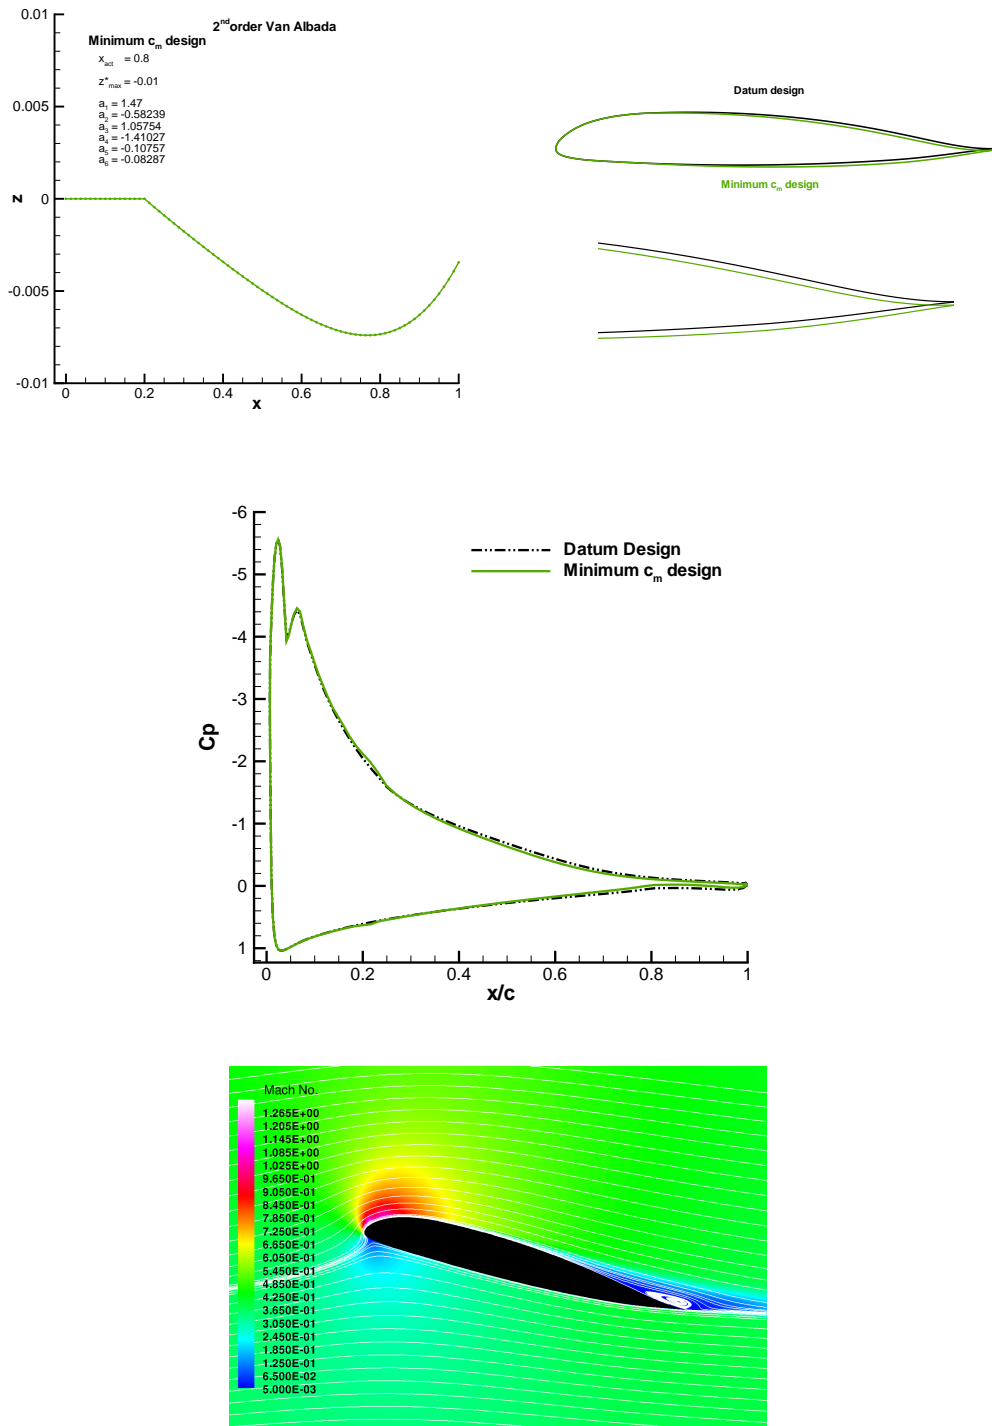 2nd order Van Albada
Minimum cm design
xact = 0.8
z*max = -0.01
a1 = 1.47
a2 = -0.58239
a3 = 1.05754
a4 = -1.41027
a5 = -0.10757
a6 = -0.08287
0.01
0.005
0
-0.005
-0.01
z
0 0.2 0.4 0.6 0.8 1
x
Datum design
Minimum cm design
-6
-5
-4
-3
-2
-1
0
1
Cp
Datum Design
Minimum cm design
0 0.2 0.4 0.6 0.8 1
x/c
Mach No.
1.265E+00
1.205E+00
1.145E+00
1.085E+00
1.025E+00
9.650E-01
9.050E-01
8.450E-01
7.850E-01
7.250E-01
6.650E-01
6.050E-01
5.450E-01
4.850E-01
4.250E-01
3.650E-01
3.050E-01
2.450E-01
1.850E-01
1.250E-01
6.500E-02
5.000E-03